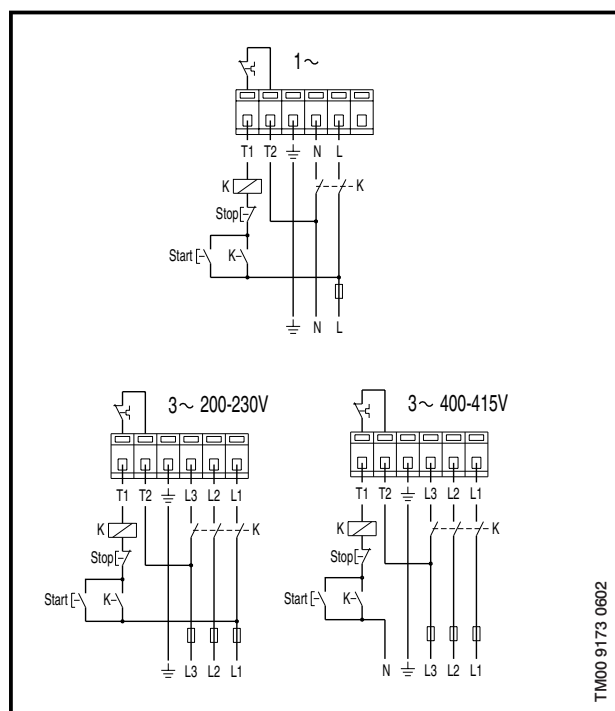 1~
T1 T2 N L
K K
Stop
Start K
N L
3~ 200-230V
T1 T2 L3 L2 L1
K K
Stop
Start K
L3 L2 L1
3~ 400-415V
T1 T2 L3 L2 L1
K K
Stop
Start K
N L3 L2 L1
TM00 9173 0602